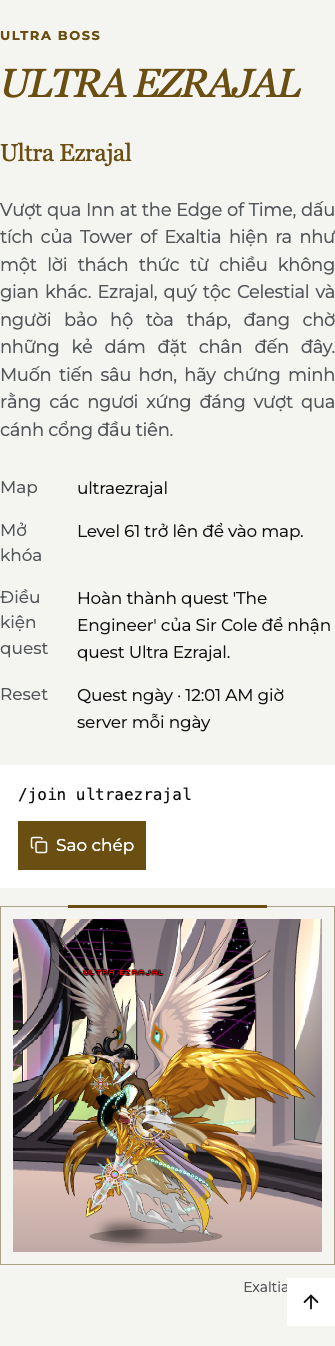 ULTRA BOSS
ULTRA EZRAJAL
Ultra Ezrajal
Vượt qua Inn at the Edge of Time, dấu
tích của Tower of Exaltia hiện ra như
một lời thách thức từ chiều không
gian khác. Ezrajal, quý tộc Celestial và
người bảo hộ tòa tháp, đang chờ
những kẻ dám đặt chân đến đây.
Muốn tiến sâu hơn, hãy chứng minh
rằng các ngươi xứng đáng vượt qua
cánh cổng đầu tiên.
Map ultraezrajal
Mở khóa Level 61 trở lên để vào map.
Điều kiện quest Hoàn thành quest 'The
Engineer' của Sir Cole để nhận
quest Ultra Ezrajal.
Reset Quest ngày · 12:01 AM giờ
server mỗi ngày
/join ultraezrajal
Sao chép
ULTRA EZRAJAL
Exaltia